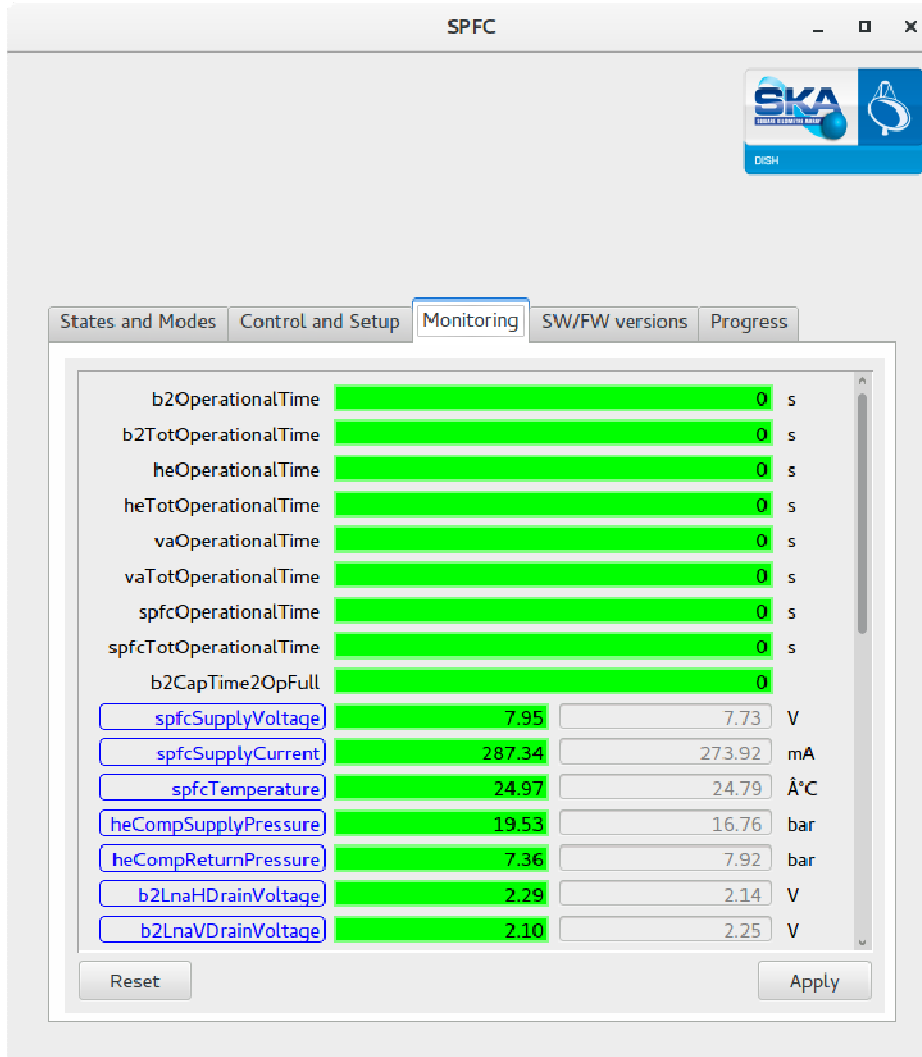 SPFC
SKA
SQUARE KILOMETRE ARRAY
DISH
States and Modes Control and Setup Monitoring SW/FW versions Progress
b2OperationalTime 0 s
b2TotOperationalTime 0 s
heOperationalTime 0 s
heTotOperationalTime 0 s
vaOperationalTime 0 s
vaTotOperationalTime 0 s
spfcOperationalTime 0 s
spfcTotOperationalTime 0 s
b2CapTime2OpFull 0
spfcSupplyVoltage 7.95 7.73 V
spfcSupplyCurrent 287.34 273.92 mA
spfcTemperature 24.97 24.79 Â°C
heCompSupplyPressure 19.53 16.76 bar
heCompReturnPressure 7.36 7.92 bar
b2LnaHDrainVoltage 2.29 2.14 V
b2LnaVDrainVoltage 2.10 2.25 V
Reset Apply